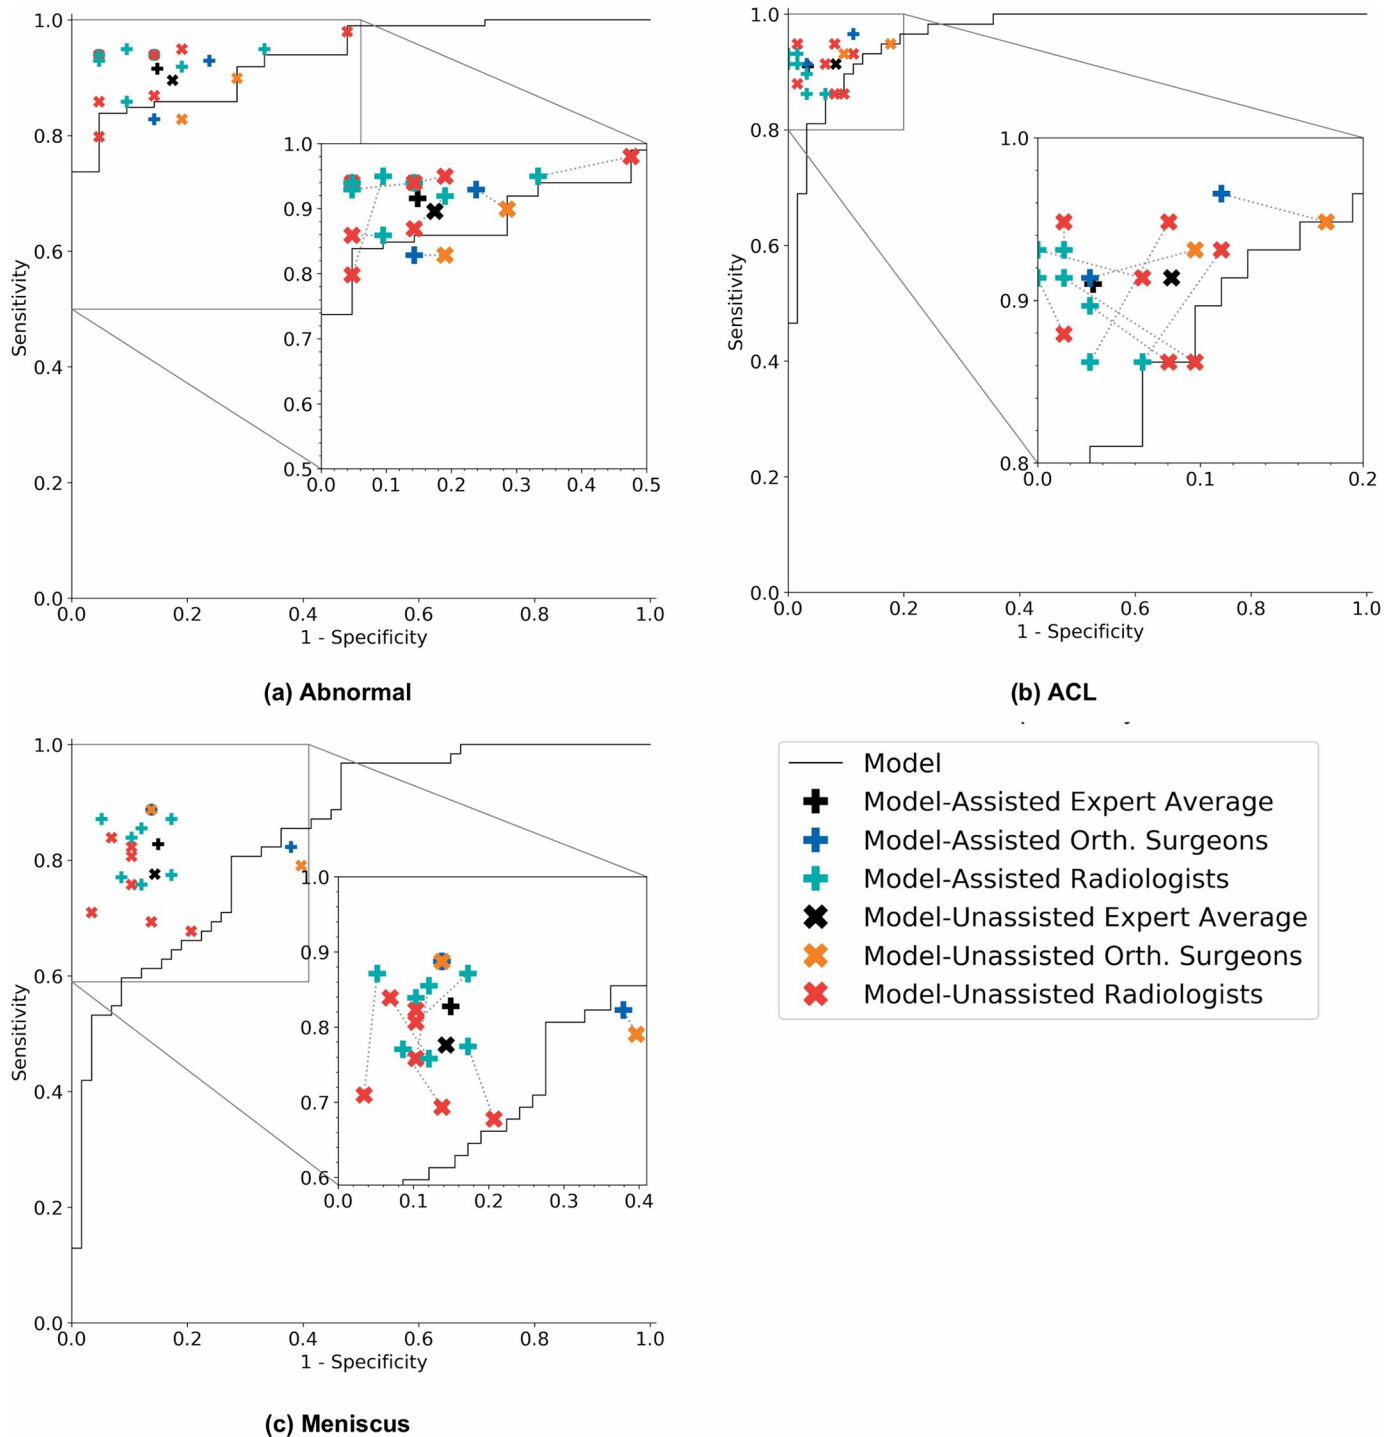 1.0
0.8
0.6
0.4
0.2
0.0
0.0 0.2 0.4 0.6 0.8 1.0
Sensitivity
1 - Specificity
1.0
0.9
0.8
0.7
0.6
0.5
0.0 0.1 0.2 0.3 0.4 0.5
(a) Abnormal
1.0
0.8
0.6
0.4
0.2
0.0
0.0 0.2 0.4 0.6 0.8 1.0
Sensitivity
1 - Specificity
1.0
0.9
0.8
0.0 0.1 0.2
(b) ACL
1.0
0.8
0.6
0.4
0.2
0.0
0.0 0.2 0.4 0.6 0.8 1.0
Sensitivity
1 - Specificity
1.0
0.9
0.8
0.7
0.6
0.0 0.1 0.2 0.3 0.4
(c) Meniscus
Model
Model-Assisted Expert Average
Model-Assisted Orth. Surgeons
Model-Assisted Radiologists
Model-Unassisted Expert Average
Model-Unassisted Orth. Surgeons
Model-Unassisted Radiologists